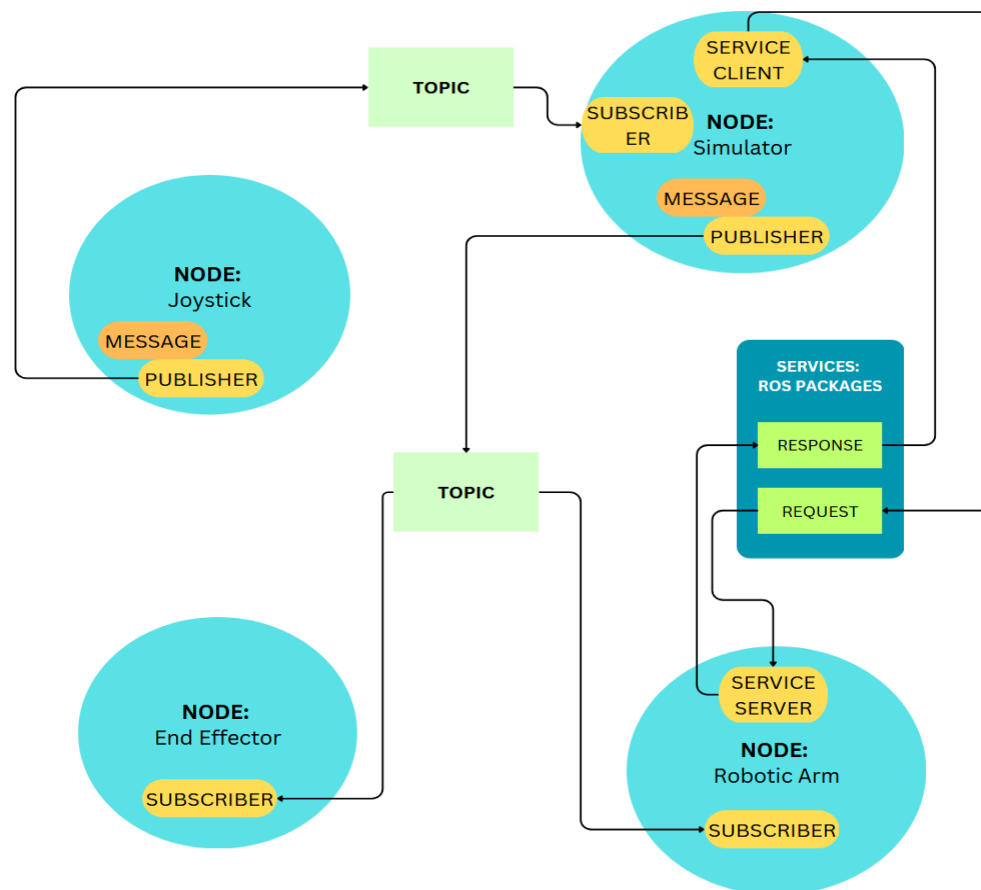 SERVICE
CLIENT
TOPIC
SUBSCRIB
ER
NODE:
Simulator
MESSAGE
PUBLISHER
NODE:
Joystick
MESSAGE
PUBLISHER
SERVICES:
ROS PACKAGES
RESPONSE
REQUEST
TOPIC
NODE:
End Effector
SUBSCRIBER
SERVICE
SERVER
NODE:
Robotic Arm
SUBSCRIBER